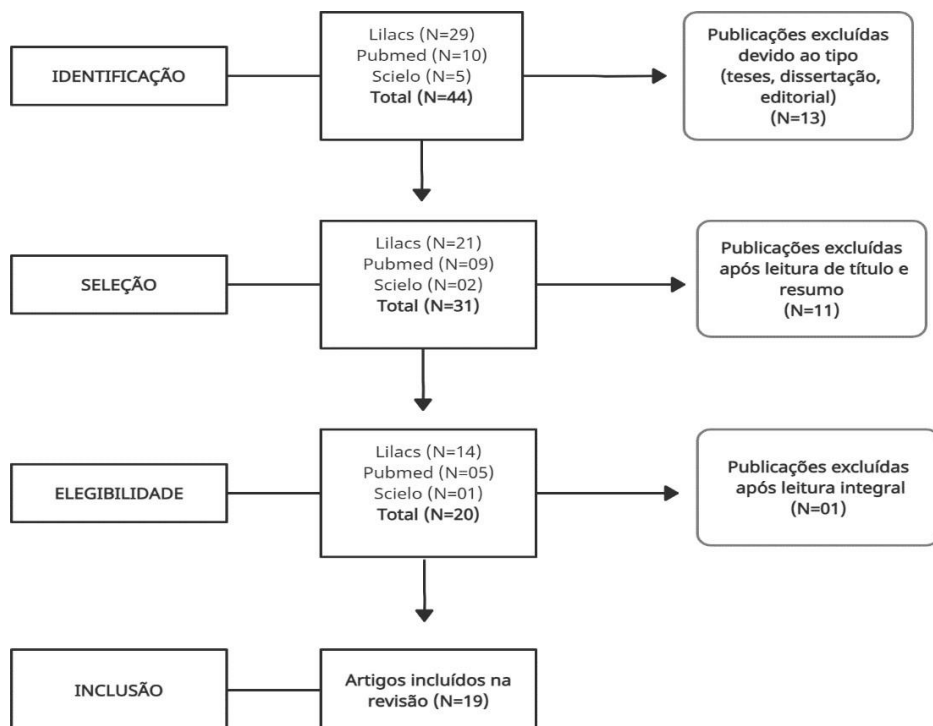 IDENTIFICAÇÃO
Lilacs (N=29)
Pubmed (N=10)
Scielo (N=5)
Total (N=44)
Publicações excluídas
devido ao tipo
(teses, dissertação,
editorial)
(N=13)
SELEÇÃO
Lilacs (N=21)
Pubmed (N=09)
Scielo (N=02)
Total (N=31)
Publicações excluídas
após leitura de título e
resumo
(N=11)
ELEGIBILIDADE
Lilacs (N=14)
Pubmed (N=05)
Scielo (N=01)
Total (N=20)
Publicações excluídas
após leitura integral
(N=01)
INCLUSÃO
Artigos incluídos na
revisão (N=19)